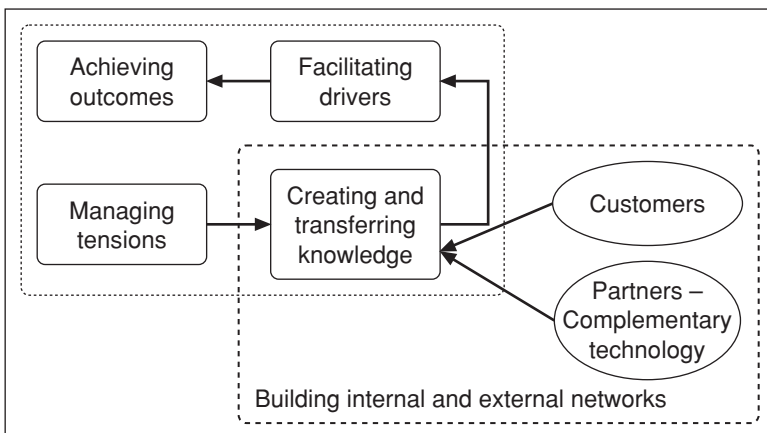 Achieving
outcomes
Facilitating
drivers
Managing
tensions
Creating and
transferring
knowledge
Customers
Partners –
Complementary
technology
Building internal and external networks